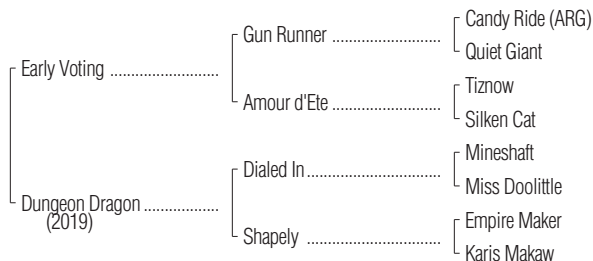 Candy Ride (ARG)
Gun Runner ..........................
Quiet Giant
Early Voting ..........................
Tiznow
Amour d'Ete ..........................
Silken Cat
Mineshaft
Dialed In ................................
Miss Doolittle
Dungeon Dragon ..................
(2019)
Empire Maker
Shapely ................................
Karis Makaw